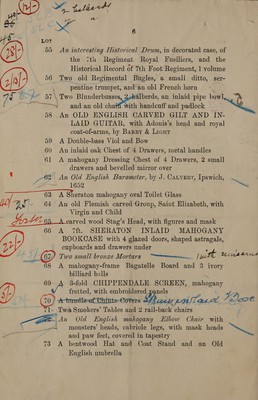 6
LOT
55 An interesting Historical Drum, in decorated case, of
the 7th Regiment Royal Fusiliers, and the
Historical Record of 7th Foot Regiment, 1 volume
56 Two old Regimental Bugles, a small ditto, ser-
pentine trumpet, and an old French horn
57 Two Blunderbusses, 2 halberds, an inlaid pipe bowl,
and an old chain with handcuff and padlock
58 An OLD ENGLISH CARVED GILT AND IN-
LAID GUITAR, with Adonis's head and royal
coat-of-arms, by BARRY & LIGHT
59 A Double-bass Viol and Bow
60 An inlaid oak Chest of 4 Drawers, metal handles
61 A mahogany Dressing Chest of 4 Drawers, 2 small
drawers and bevelled mirror over
62 An Old English Barometer, by J. CALVERT, Ipswich,
1652
63 A Sheraton mahogany oval Toilet Glass
64 An old Flemish carved Group, Saint Elizabeth, with
Virgin and Child
65 A carved wood Stag's Head, with figures and mask
66 A 7ft. SHERATON INLAID MAHOGANY
BOOKCASE with 4 glazed doors, shaped astragals,
cupboards and drawers under
67 Two small bronze Mortars
68 A mahogany-frame Bagatelle Board and 3 ivory
billiard balls
69 A 3-fold CHIPPENDALE SCREEN, mahogany
fretted, with embroidered panels
70 A bundle of Chintz Covers
71 Two Smokers' Tables and 2 rail-back chairs
72 An Old English mahogany Elbow Chair with
monsters' heads, cabriole legs, with mask heads
and paw feet, covered in tapestry
73 A bentwood Hat and Coat Stand and an Old
English umbrella